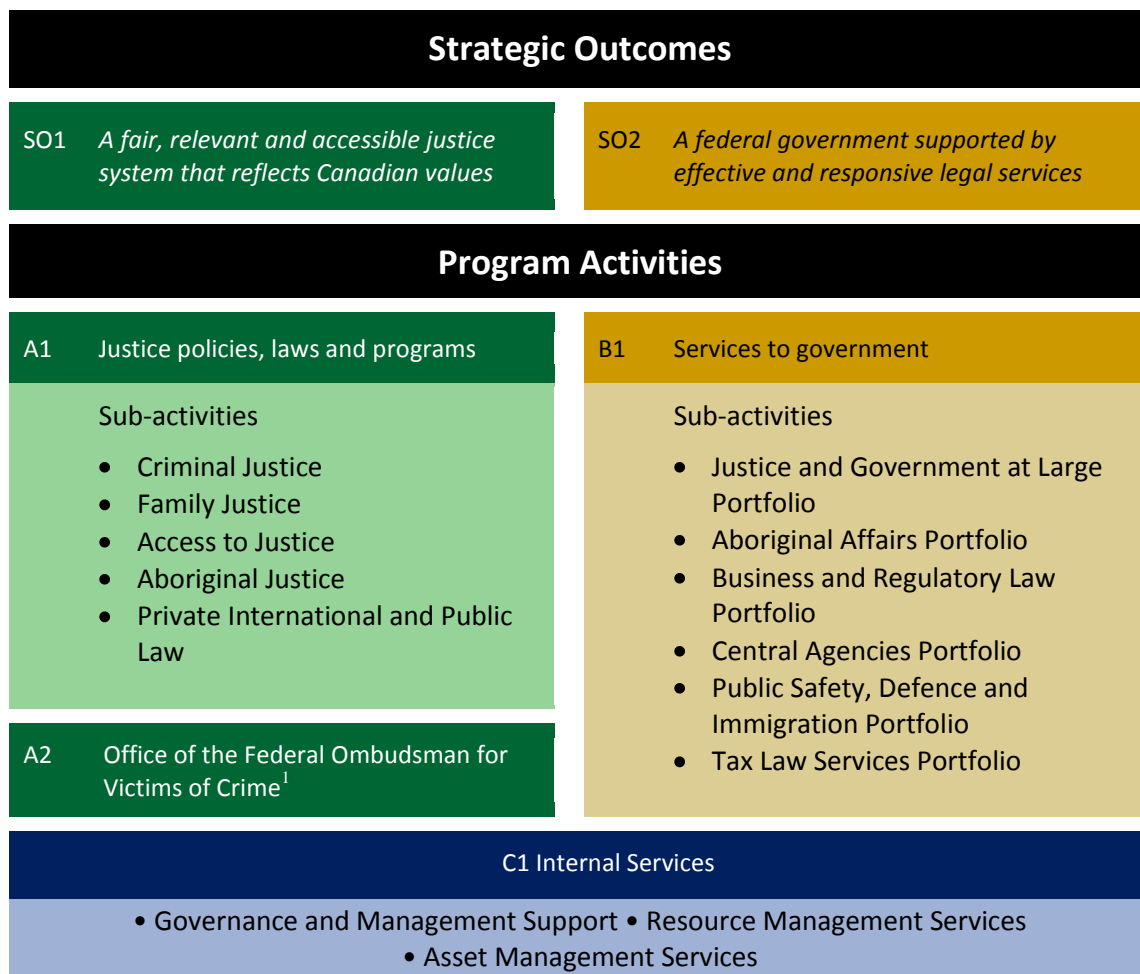 Strategic Outcomes
SO1 A fair, relevant and accessible justice
system that reflects Canadian values
SO2 A federal government supported by
effective and responsive legal services
Program Activities
A1 Justice policies, laws and programs
Sub-activities
• Criminal Justice
• Family Justice
• Access to Justice
• Aboriginal Justice
• Private International and Public
Law
A2 Office of the Federal Ombudsman for
Victims of Crime¹
B1 Services to government
Sub-activities
• Justice and Government at Large
Portfolio
• Aboriginal Affairs Portfolio
• Business and Regulatory Law
Portfolio
• Central Agencies Portfolio
• Public Safety, Defence and
Immigration Portfolio
• Tax Law Services Portfolio
C1 Internal Services
• Governance and Management Support • Resource Management Services
• Asset Management Services